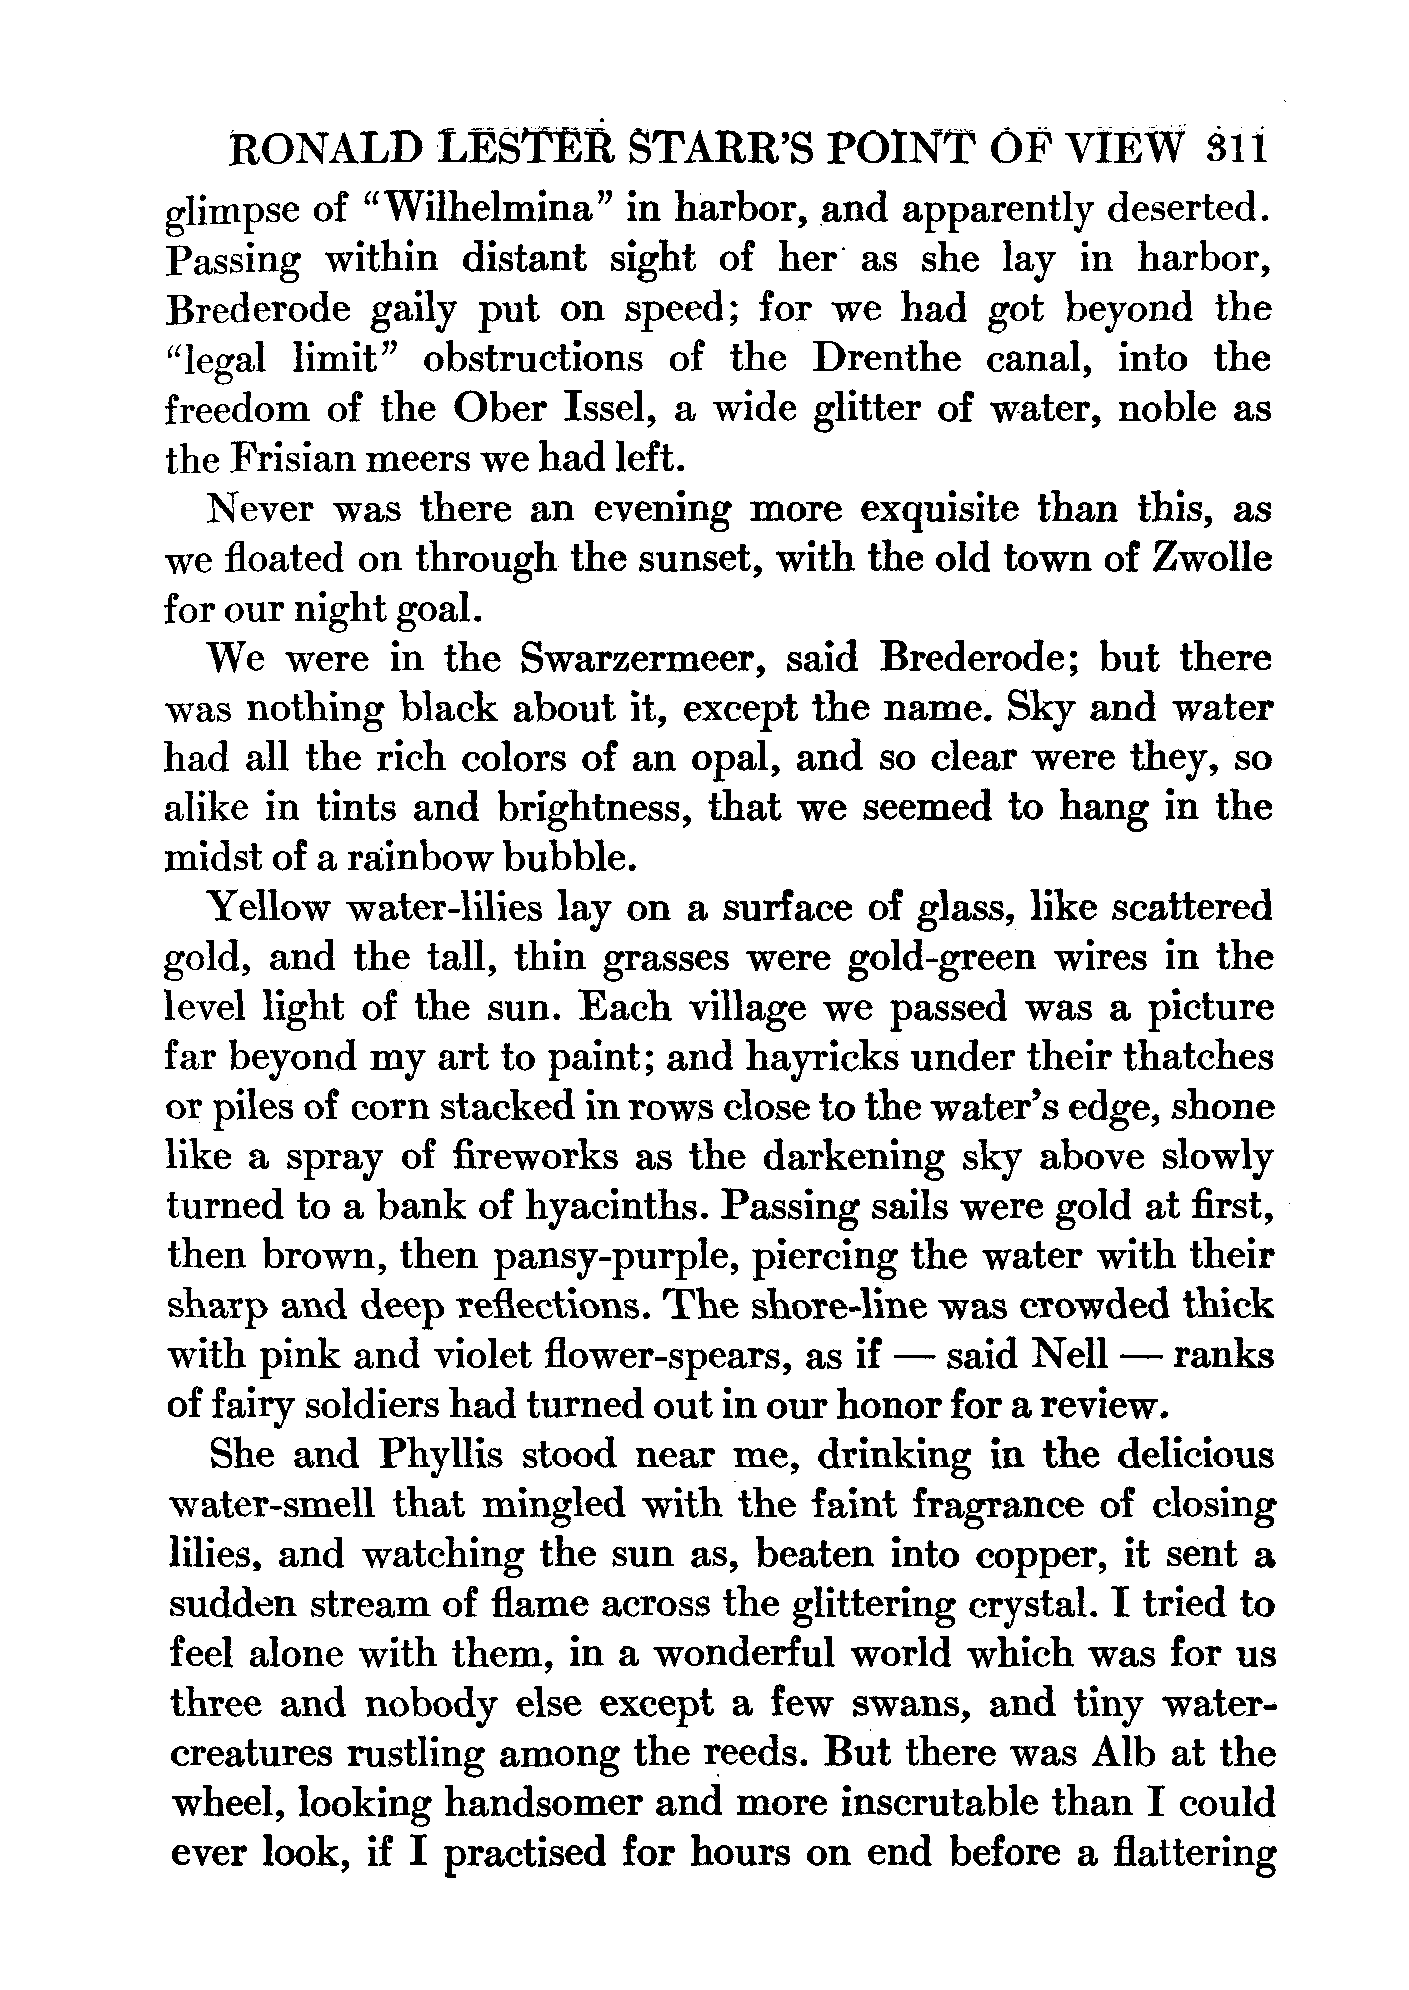 RONALD LESTER STARR'S POINT OF VIEW 311
glimpse of "Wilhelmina" in harbor, and apparently deserted.
Passing within distant sight of her as she lay in harbor,
Brederode gaily put on speed; for we had got beyond the
"legal limit" obstructions of the Drenthe canal, into the
freedom of the Ober Issel, a wide glitter of water, noble as
the Frisian meers we had left.
Never was there an evening more exquisite than this, as
we floated on through the sunset, with the old town of Zwolle
for our night goal.
We were in the Swarzermeer, said Brederode; but there
was nothing black about it, except the name. Sky and water
had all the rich colors of an opal, and so clear were they, so
alike in tints and brightness, that we seemed to hang in the
midst of a rainbow bubble.
Yellow water-lilies lay on a surface of glass, like scattered
gold, and the tall, thin grasses were gold-green wires in the
level light of the sun. Each village we passed was a picture
far beyond my art to paint; and hayricks under their thatches
or piles of corn stacked in rows close to the water's edge, shone
like a spray of fireworks as the darkening sky above slowly
turned to a bank of hyacinths. Passing sails were gold at first,
then brown, then pansy-purple, piercing the water with their
sharp and deep reflections. The shore-line was crowded thick
with pink and violet flower-spears, as if — said Nell — ranks
of fairy soldiers had turned out in our honor for a review.
She and Phyllis stood near me, drinking in the delicious
water-smell that mingled with the faint fragrance of closing
lilies, and watching the sun as, beaten into copper, it sent a
sudden stream of flame across the glittering crystal. I tried to
feel alone with them, in a wonderful world which was for us
three and nobody else except a few swans, and tiny water-
creatures rustling among the reeds. But there was Alb at the
wheel, looking handsomer and more inscrutable than I could
ever look, if I practised for hours on end before a flattering